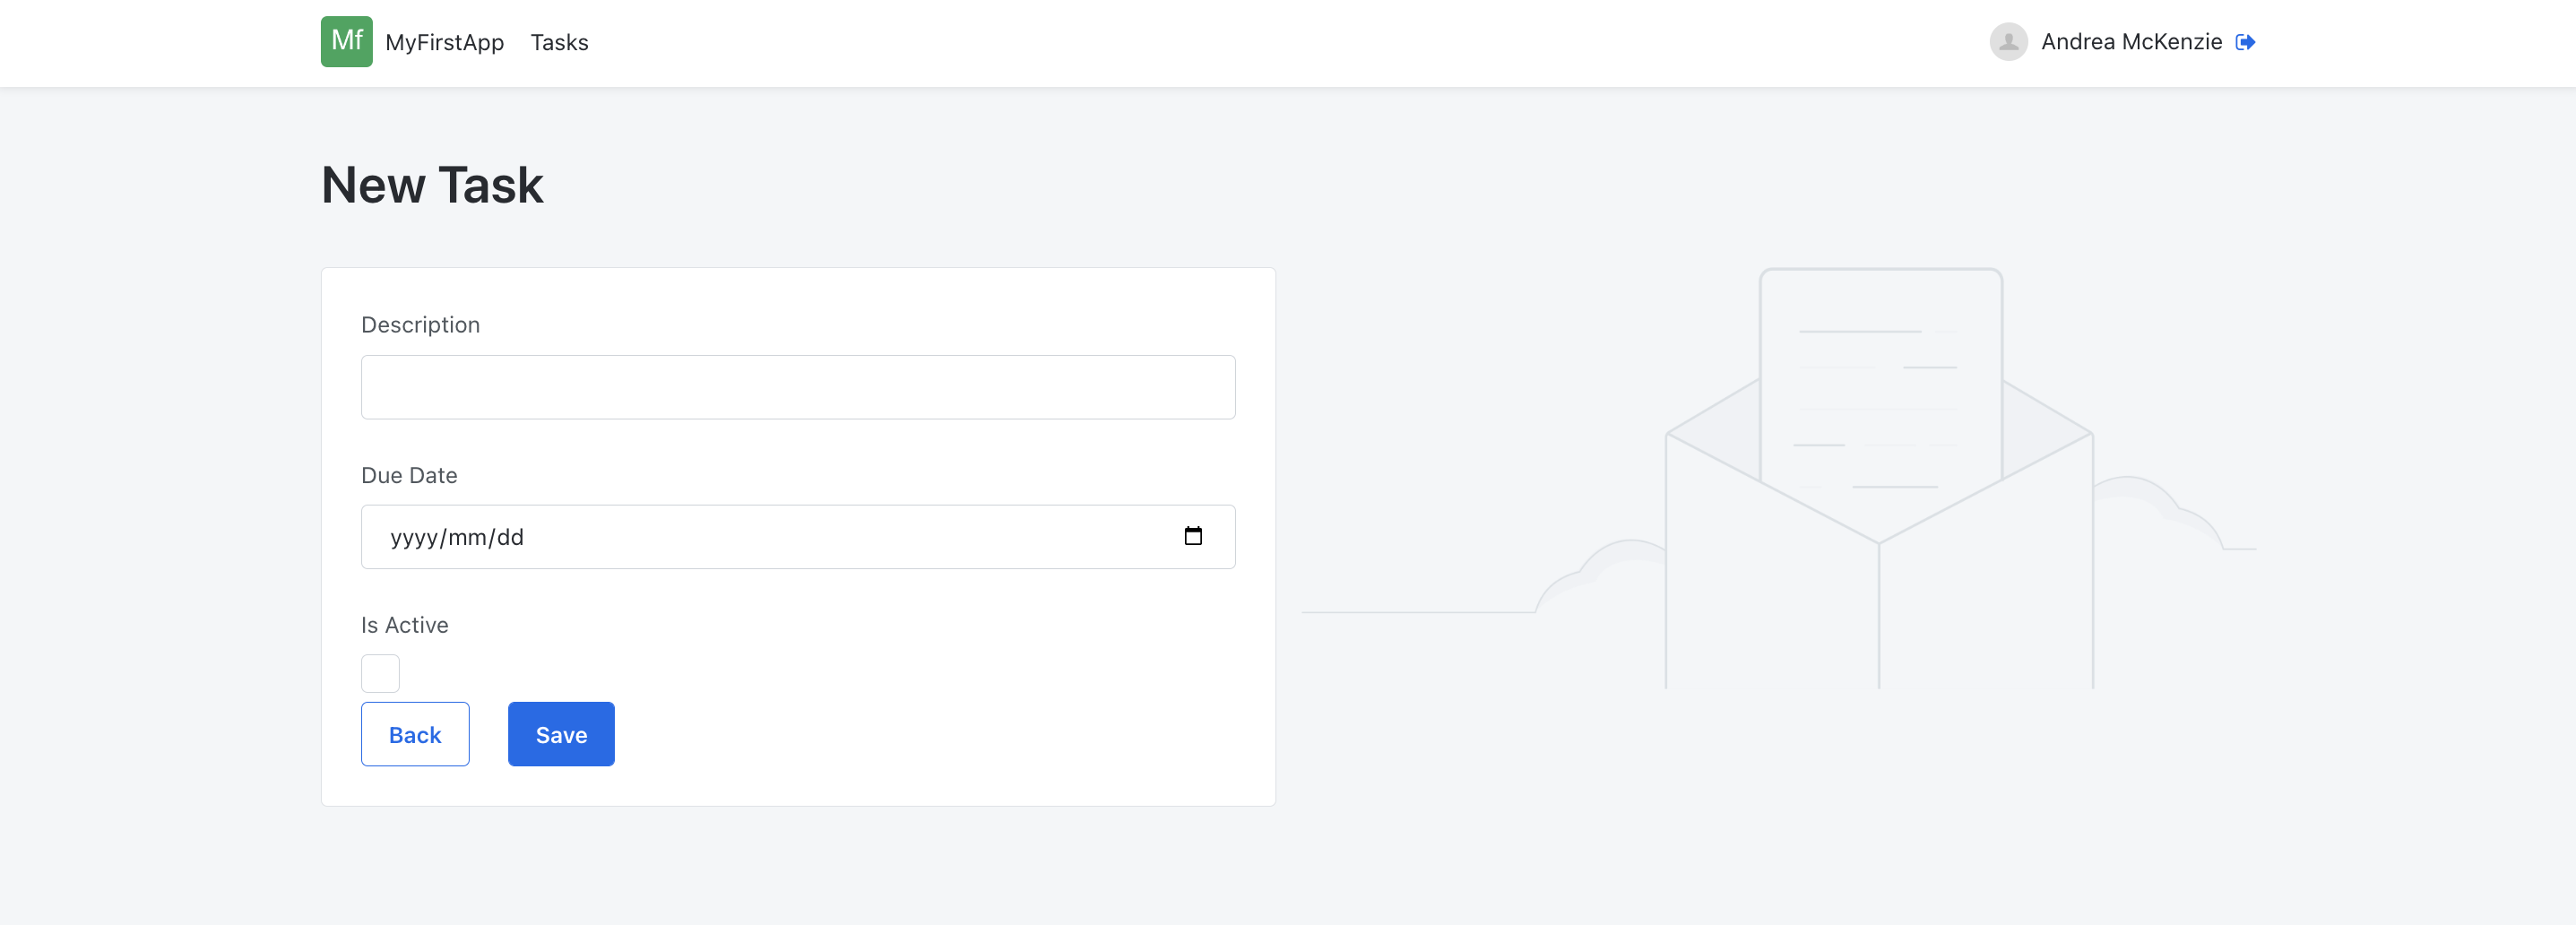 Mf MyFirstApp Tasks Andrea McKenzie
New Task
Description
Due Date
yyyy/mm/dd
Is Active
Back Save